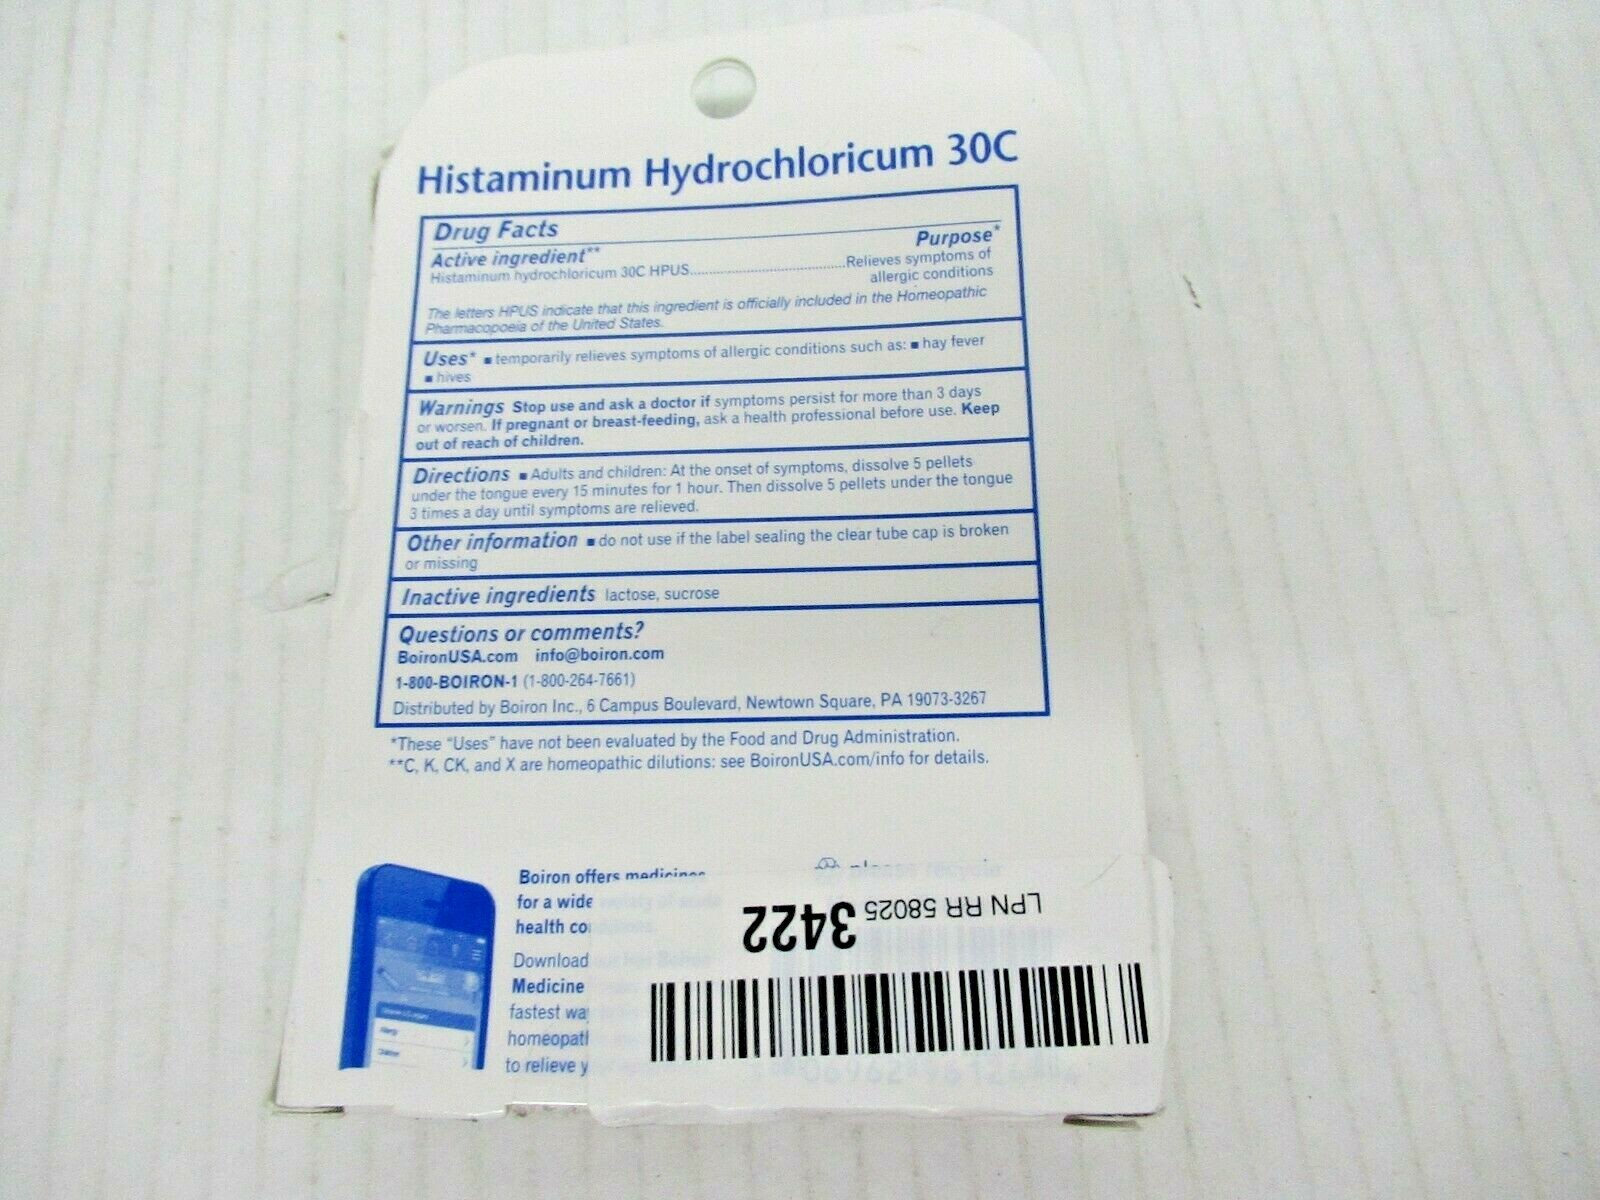 Histaminum Hydrochloricum 30C
Drug Facts
Active ingredient** Purpose*
Histaminum hydrochloricum 30C HPUS..........Relieves symptoms of
allergic conditions
The letters HPUS indicate that this ingredient is officially included in the Homeopathic
Pharmacopoeia of the United States.
Uses* ■ temporarily relieves symptoms of allergic conditions such as: ■ hay fever
■ hives
Warnings Stop use and ask a doctor if symptoms persist for more than 3 days
or worsen. If pregnant or breast-feeding, ask a health professional before use. Keep
out of reach of children.
Directions ■ Adults and children: At the onset of symptoms, dissolve 5 pellets
under the tongue every 15 minutes for 1 hour. Then dissolve 5 pellets under the tongue
3 times a day until symptoms are relieved.
Other information ■ do not use if the label sealing the clear tube cap is broken
or missing
Inactive ingredients lactose, sucrose
Questions or comments?
BoironUSA.com info@boiron.com
1-800-BOIRON-1 (1-800-264-7661)
Distributed by Boiron Inc., 6 Campus Boulevard, Newtown Square, PA 19073-3267
*These "Uses" have not been evaluated by the Food and Drug Administration.
**C, K, CK, and X are homeopathic dilutions: see BoironUSA.com/info for details.
Boiron offers medicines
for a wide variety of acute
health conditions.
Download
Medicine
fastest
to relieve
please recycle
LPN RR 58025 3422
Allergy